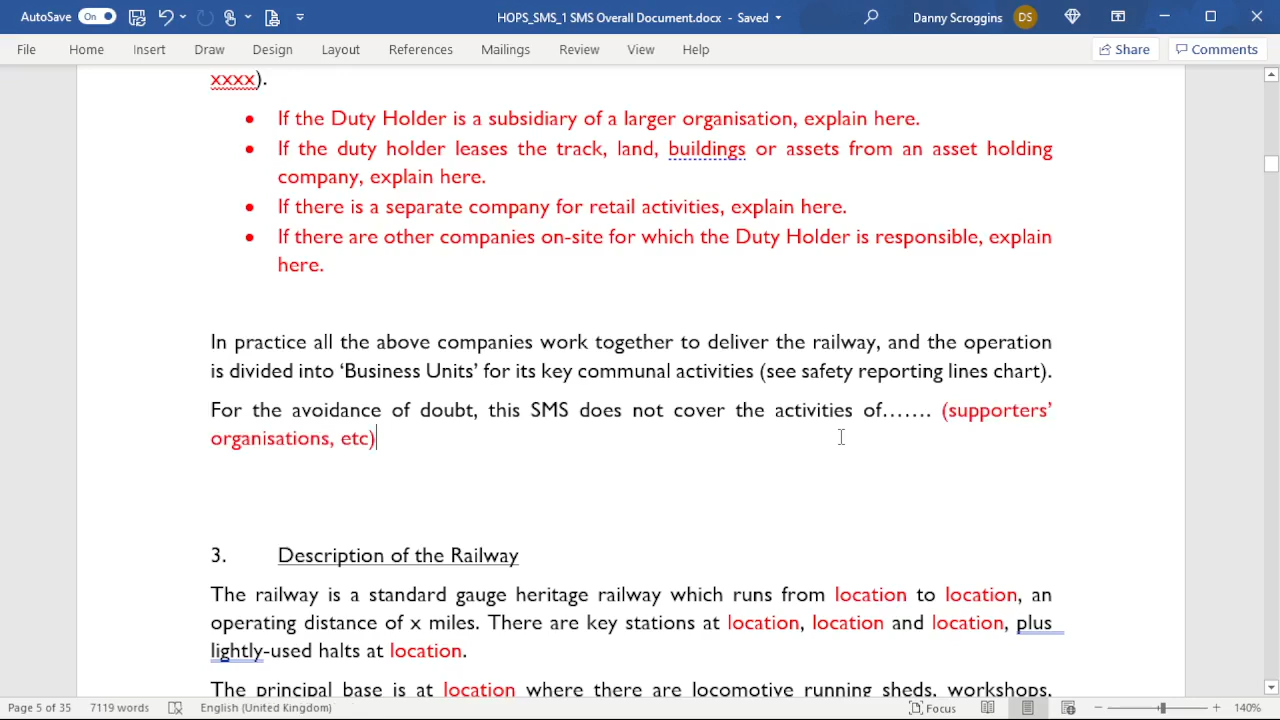 AutoSave On HOPS_SMS_1 SMS Overall Document.docx - Saved Danny Scroggins DS
File Home Insert Draw Design Layout References Mailings Review View Help Share Comments
xxxx).
• If the Duty Holder is a subsidiary of a larger organisation, explain here.
• If the duty holder leases the track, land, buildings or assets from an asset holding
company, explain here.
• If there is a separate company for retail activities, explain here.
• If there are other companies on-site for which the Duty Holder is responsible, explain
here.
In practice all the above companies work together to deliver the railway, and the operation
is divided into ‘Business Units’ for its key communal activities (see safety reporting lines chart).
For the avoidance of doubt, this SMS does not cover the activities of……. (supporters’
organisations, etc)
3. Description of the Railway
The railway is a standard gauge heritage railway which runs from location to location, an
operating distance of x miles. There are key stations at location, location and location, plus
lightly-used halts at location.
The principal base is at location where there are locomotive running sheds, workshops,
Page 5 of 35 7119 words English (United Kingdom) Focus 140%